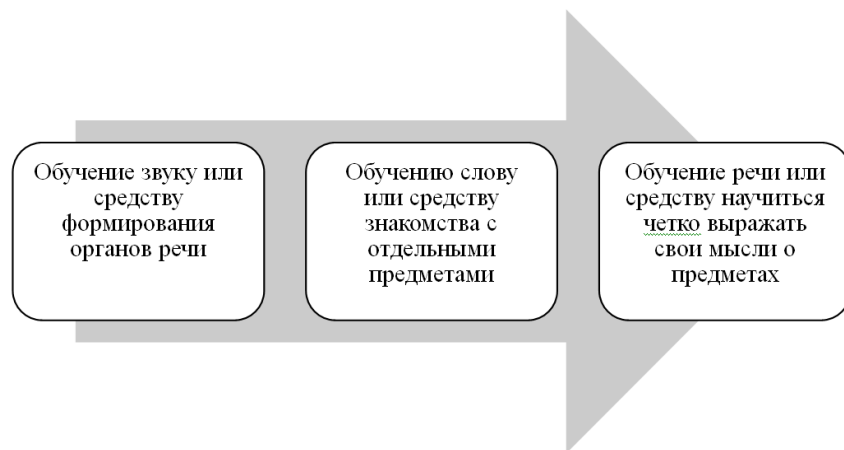 Обучение звуку или
средству
формирования
органов речи
Обучению слову
или средству
знакомства с
отдельными
предметами
Обучение речи или
средству научиться
четко выражать
свои мысли о
предметах